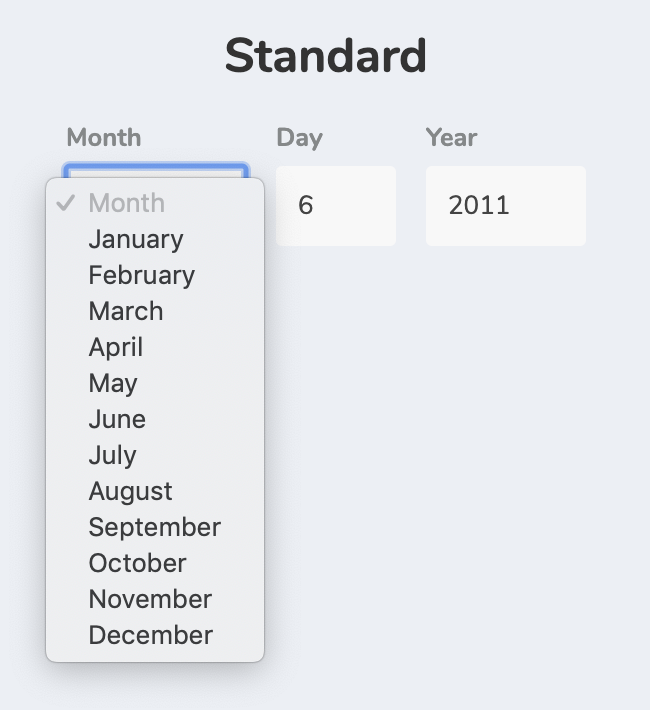 Standard
Month Day Year
✓ Month 6 2011
January
February
March
April
May
June
July
August
September
October
November
December